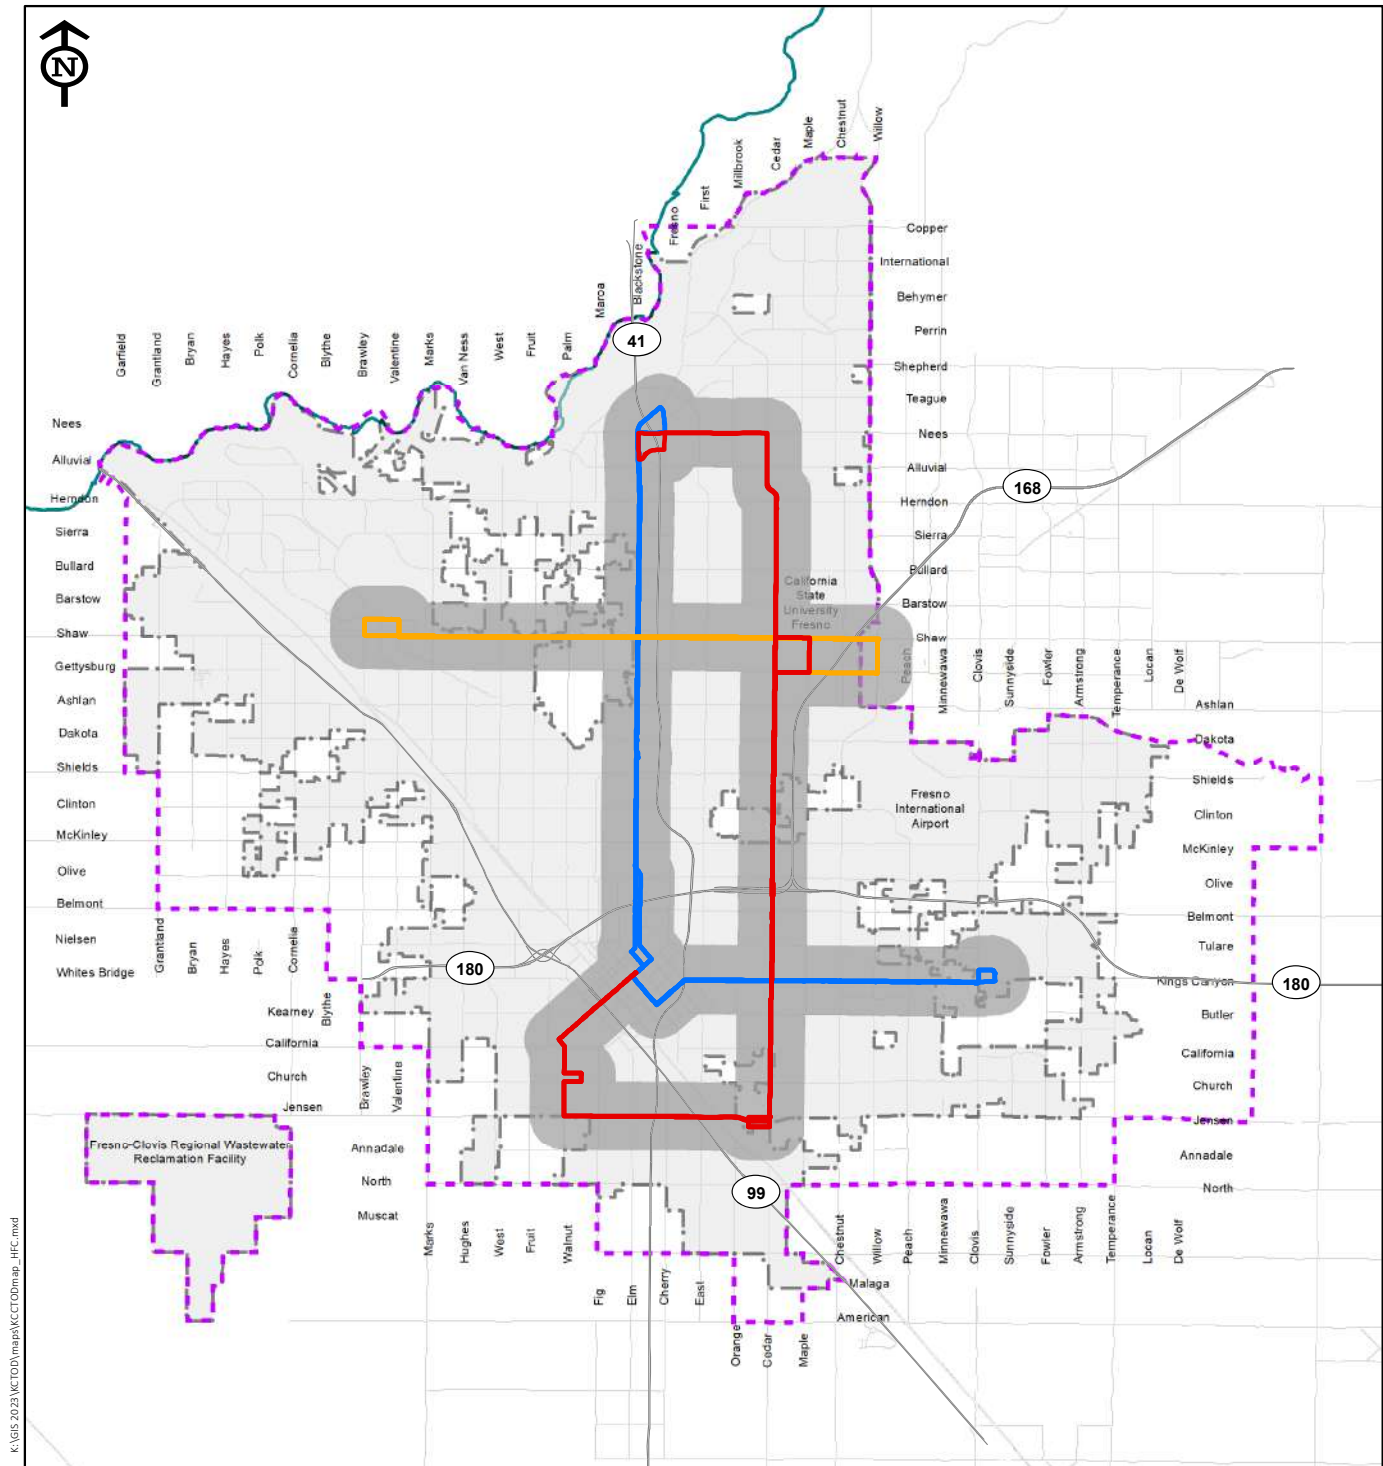 N
Garfield
Grantland
Bryan
Hayes
Polk
Cornelia
Blythe
Brawley
Valentine
Marks
Van Ness
West
Fruit
Palm
Maroa
Blackstone
Fresno
First
Millbrook
Cedar
Maple
Chestnut
Willow
41
Copper
International
Behymer
Perrin
Shepherd
Teague
Nees
Alluvial
Herndon
Sierra
Bullard
Barstow
Shaw
168
Nees
Alluvial
Herndon
Sierra
Bullard
Barstow
Shaw
Gettysburg
Ashlan
Dakota
Shields
Clinton
McKinley
Olive
Belmont
Nielsen
Whites Bridge
California
State
University
Fresno
Peach
Minnewawa
Clovis
Sunnyside
Fowler
Armstrong
Temperance
Locan
De Wolf
Ashlan
Dakota
Shields
Clinton
McKinley
Olive
Belmont
Tulare
Kings Canyon
Butler
California
Church
Jensen
Annadale
North
Fresno
International
Airport
180
180
Grantland
Bryan
Hayes
Polk
Cornelia
Blythe
Kearney
California
Church
Jensen
Brawley
Valentine
Annadale
North
Muscat
Fresno-Clovis Regional Wastewater
Reclamation Facility
99
Marks
Hughes
West
Fruit
Walnut
Fig
Elm
Cherry
East
Orange
Cedar
Maple
Chestnut
Willow
Peach
Minnewawa
Clovis
Sunnyside
Fowler
Armstrong
Temperance
Locan
De Wolf
Malaga
American
K:\GIS 2023\KCTOD\maps\KCCTODmap_HFC.mxd